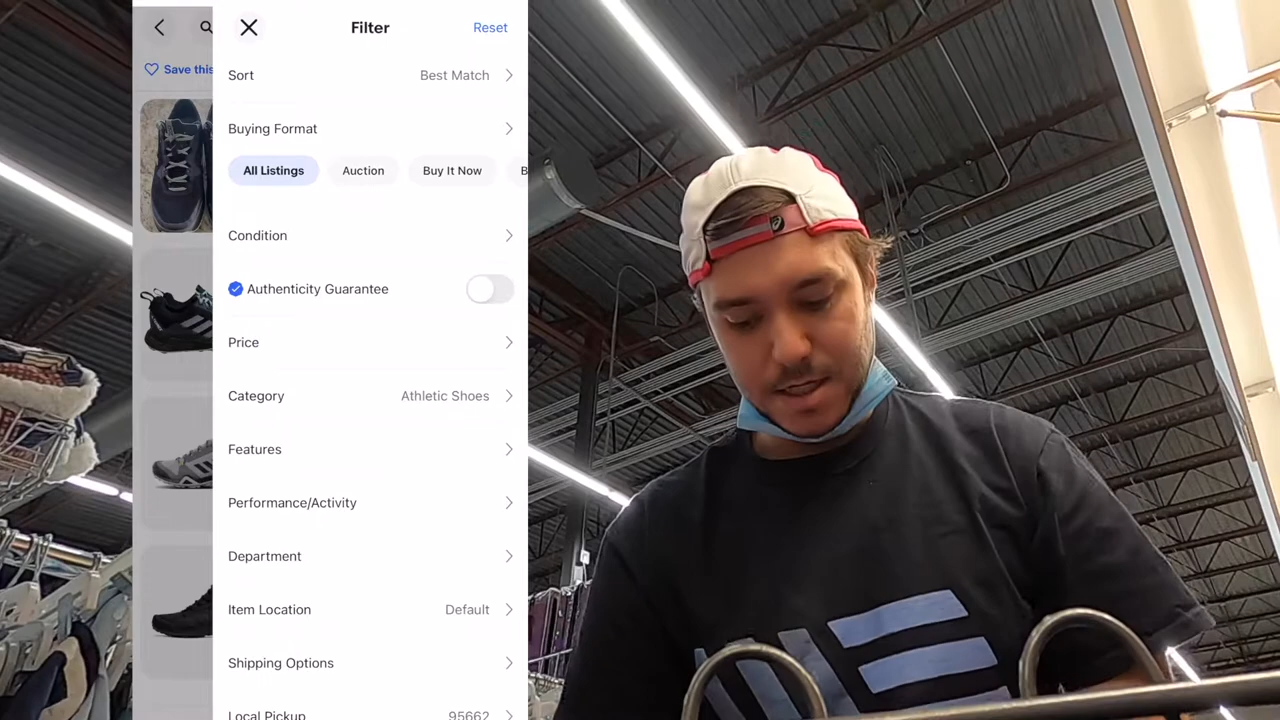 Filter
Reset
Save this
Sort
Best Match
Buying Format
All Listings
Auction
Buy It Now
B
Condition
Authenticity Guarantee
Price
Category
Athletic Shoes
Features
Performance/Activity
Department
Item Location
Default
Shipping Options
Local Pickup
95662